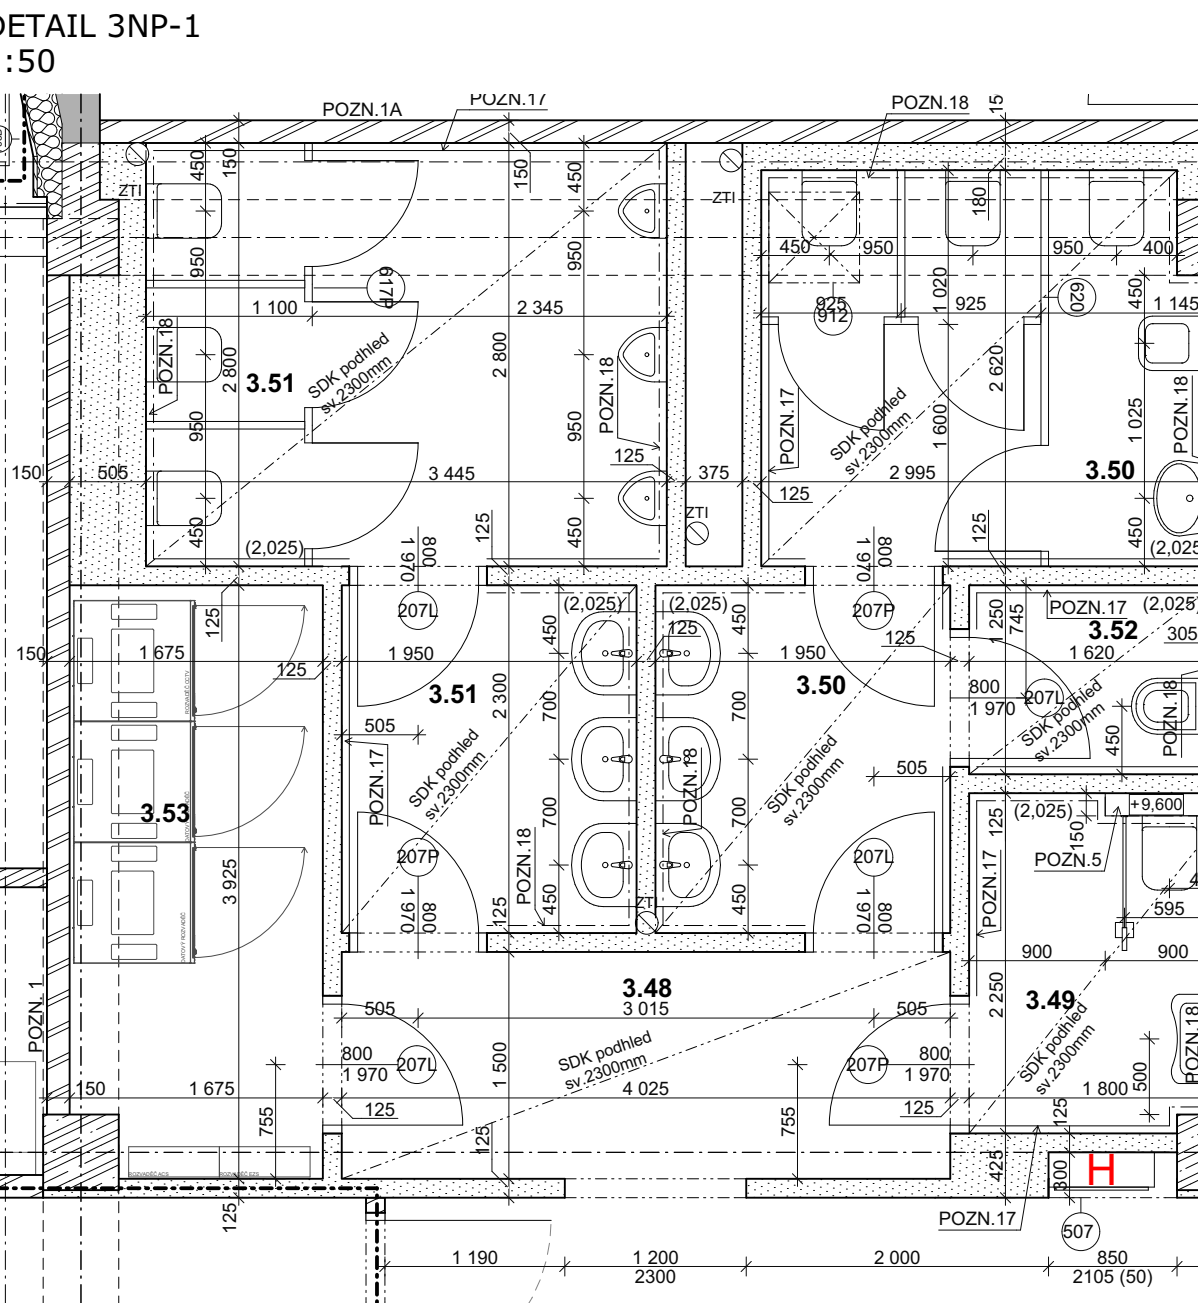 DETAIL 3NP-1
:50
POZN.1A
POZN.17
POZN.18
15
450
150
150
450
ZTI
ZTI
180
450
950
950
400
950
950
617P
1 020
450
620
1 100
2 345
925
912
925
1 145
POZN.18
2 800
3.51
SDK podhled
sv.2300mm
2 800
POZN.18
2 620
POZN.17
SDK podhled
sv.2300mm
1 600
1 025
POZN.18
950
950
125
150
505
3 445
375
2 995
3.50
125
ZTI
450
(2,025)
125
450
800
1 970
800
1 970
125
450
(2,025)
125
207L
(2,025)
(2,025)
207P
450
450
125
125
250
745
POZN.17
(2,025)
3.52
305
150
1 675
125
1 950
1 950
1 620
3.51
2 300
700
700
3.50
800
1 970
207L
SDK podhled
sv.2300mm
450
POZN.18
505
505
POZN.17
SDK podhled
sv.2300mm
POZN.18
SDK podhled
sv.2300mm
3.53
700
700
125
(2,025)
150
+9,600
POZN.5
207P
207L
POZN.17
POZN.18
3 925
800
1 970
450
125
450
800
1 970
595
900
900
POZN. 1
3.48
3 015
505
505
2 250
3.49
POZN.18
SDK podhled
sv.2300mm
SDK podhled
sv.2300mm
800
1 970
207L
1 500
207P
800
1 970
500
150
1 675
125
4 025
125
1 800
755
125
755
125
425
300
H
ROZVADĚČ ACS
ROZVADĚČ EZS
125
POZN.17
507
1 190
1 200
2300
2 000
850
2105 (50)